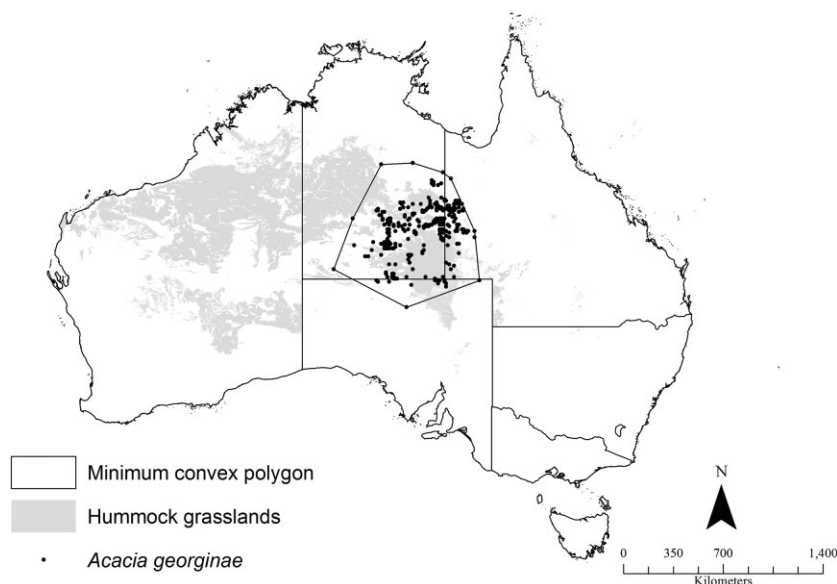 Minimum convex polygon
Hummock grasslands
Acacia georginae
N
0 350 700 1,400
Kilometers